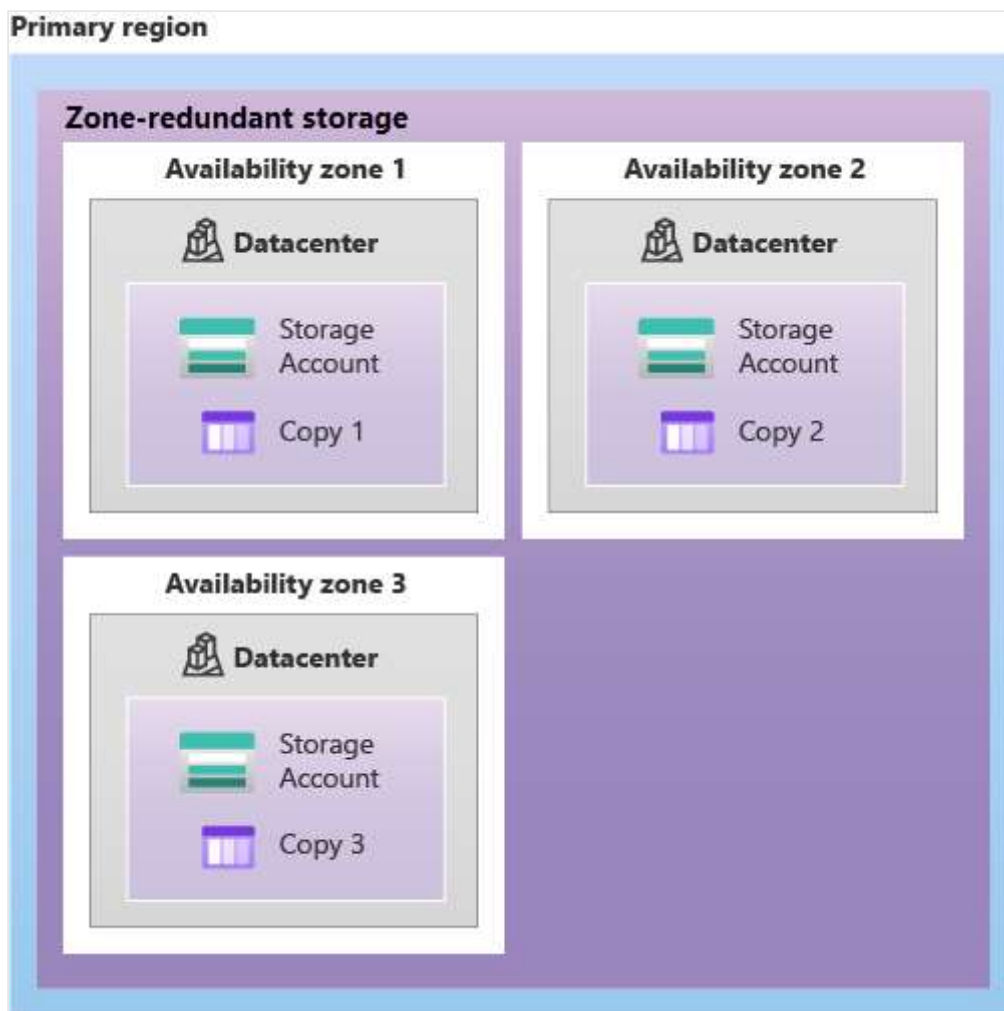 Primary region
Zone-redundant storage
Availability zone 1
Datacenter
Storage
Account
Copy 1
Availability zone 2
Datacenter
Storage
Account
Copy 2
Availability zone 3
Datacenter
Storage
Account
Copy 3